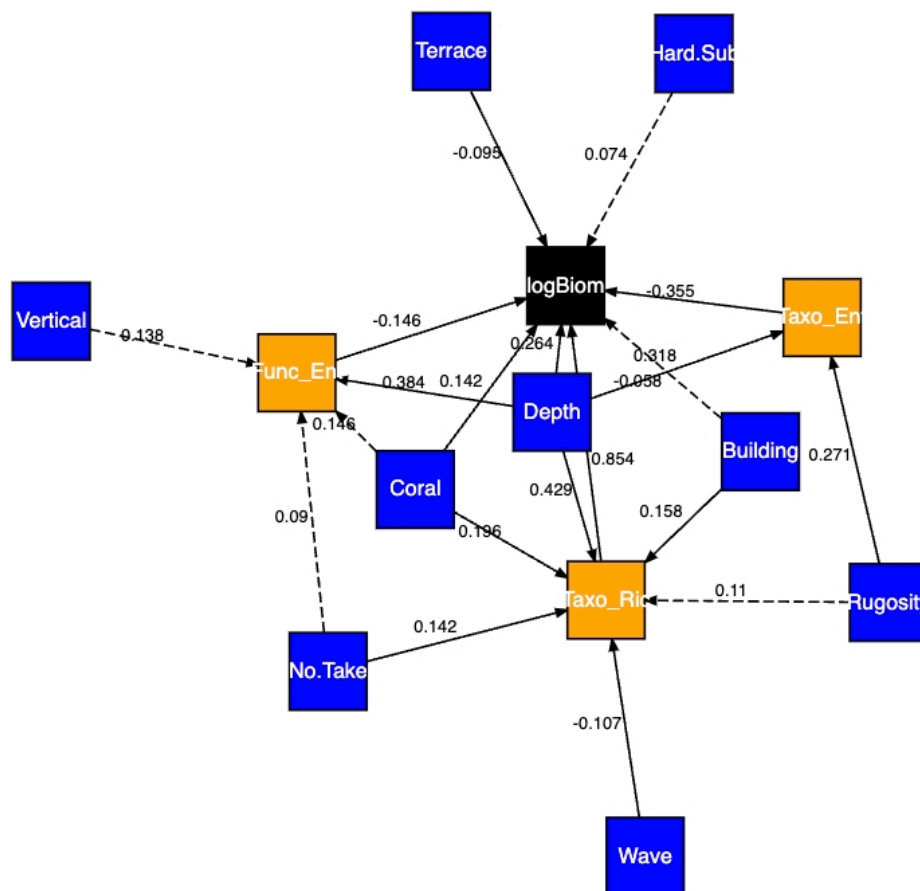 Terrace
Hard.Sub
-0.095
0.074
logBiom
-0.355
Taxo_En
Vertical
0.138
-0.146
0.264
0.318
Func_En
0.384
0.142
-0.058
Depth
0.146
Building
0.271
Coral
0.854
0.429
0.158
0.09
0.196
Taxo_Ric
0.11
Rugosit
0.142
No.Take
-0.107
Wave